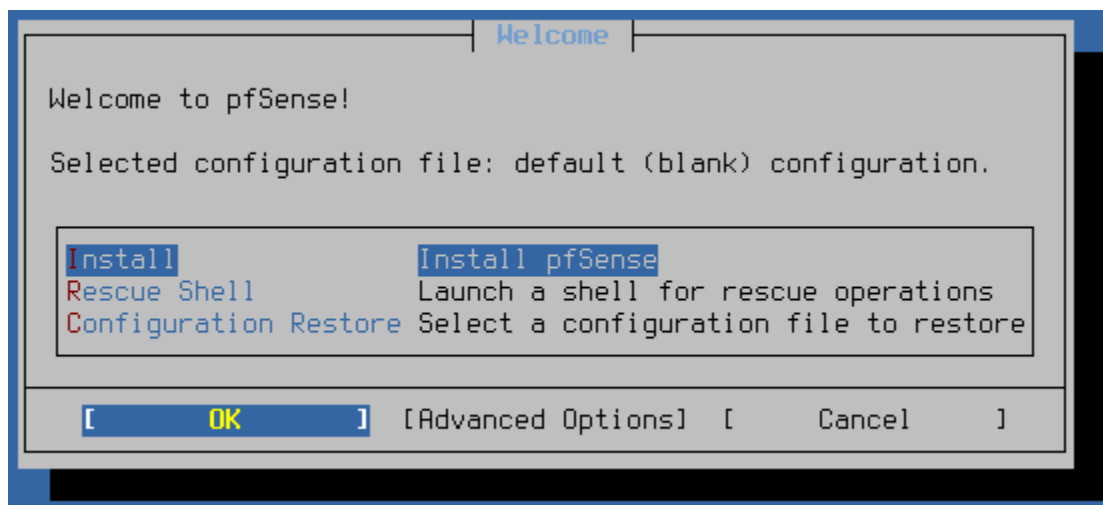 Welcome
Welcome to pfSense!
Selected configuration file: default (blank) configuration.
Install Install pfSense
Rescue Shell Launch a shell for rescue operations
Configuration Restore Select a configuration file to restore
[ OK ] [Advanced Options] [ Cancel ]